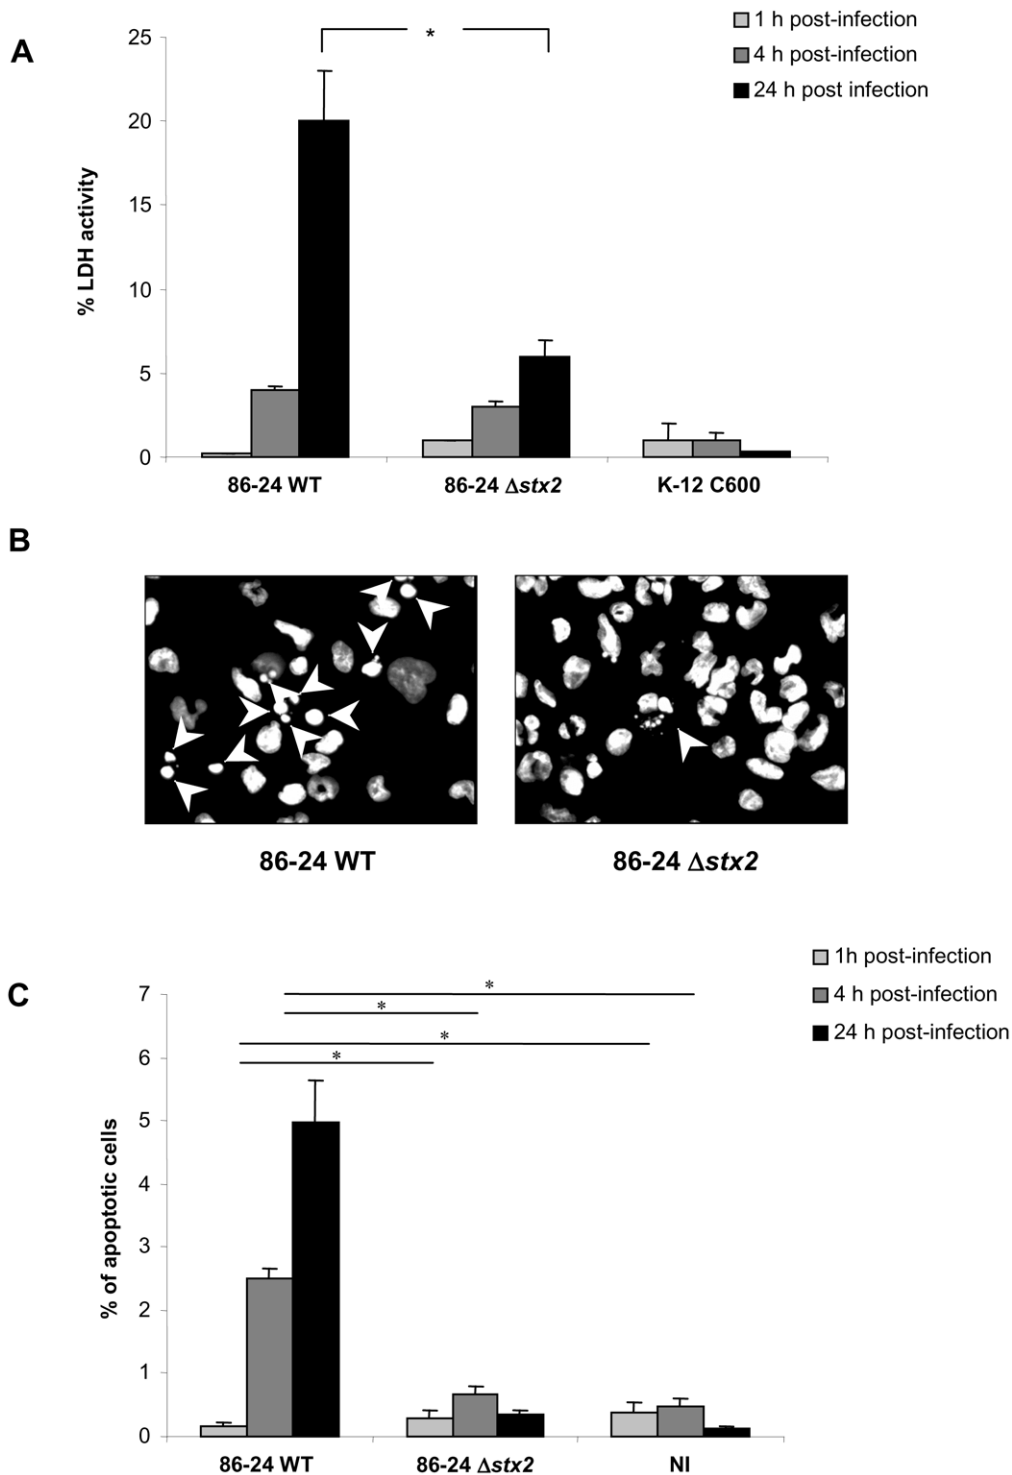 A
1 h post-infection
4 h post-infection
24 h post infection
*
25
20
15
10
5
0
% LDH activity
86-24 WT
86-24 Δstx2
K-12 C600
B
86-24 WT
86-24 Δstx2
C
1h post-infection
4 h post-infection
24 h post-infection
*
*
*
*
7
6
5
4
3
2
1
0
% of apoptotic cells
86-24 WT
86-24 Δstx2
NI